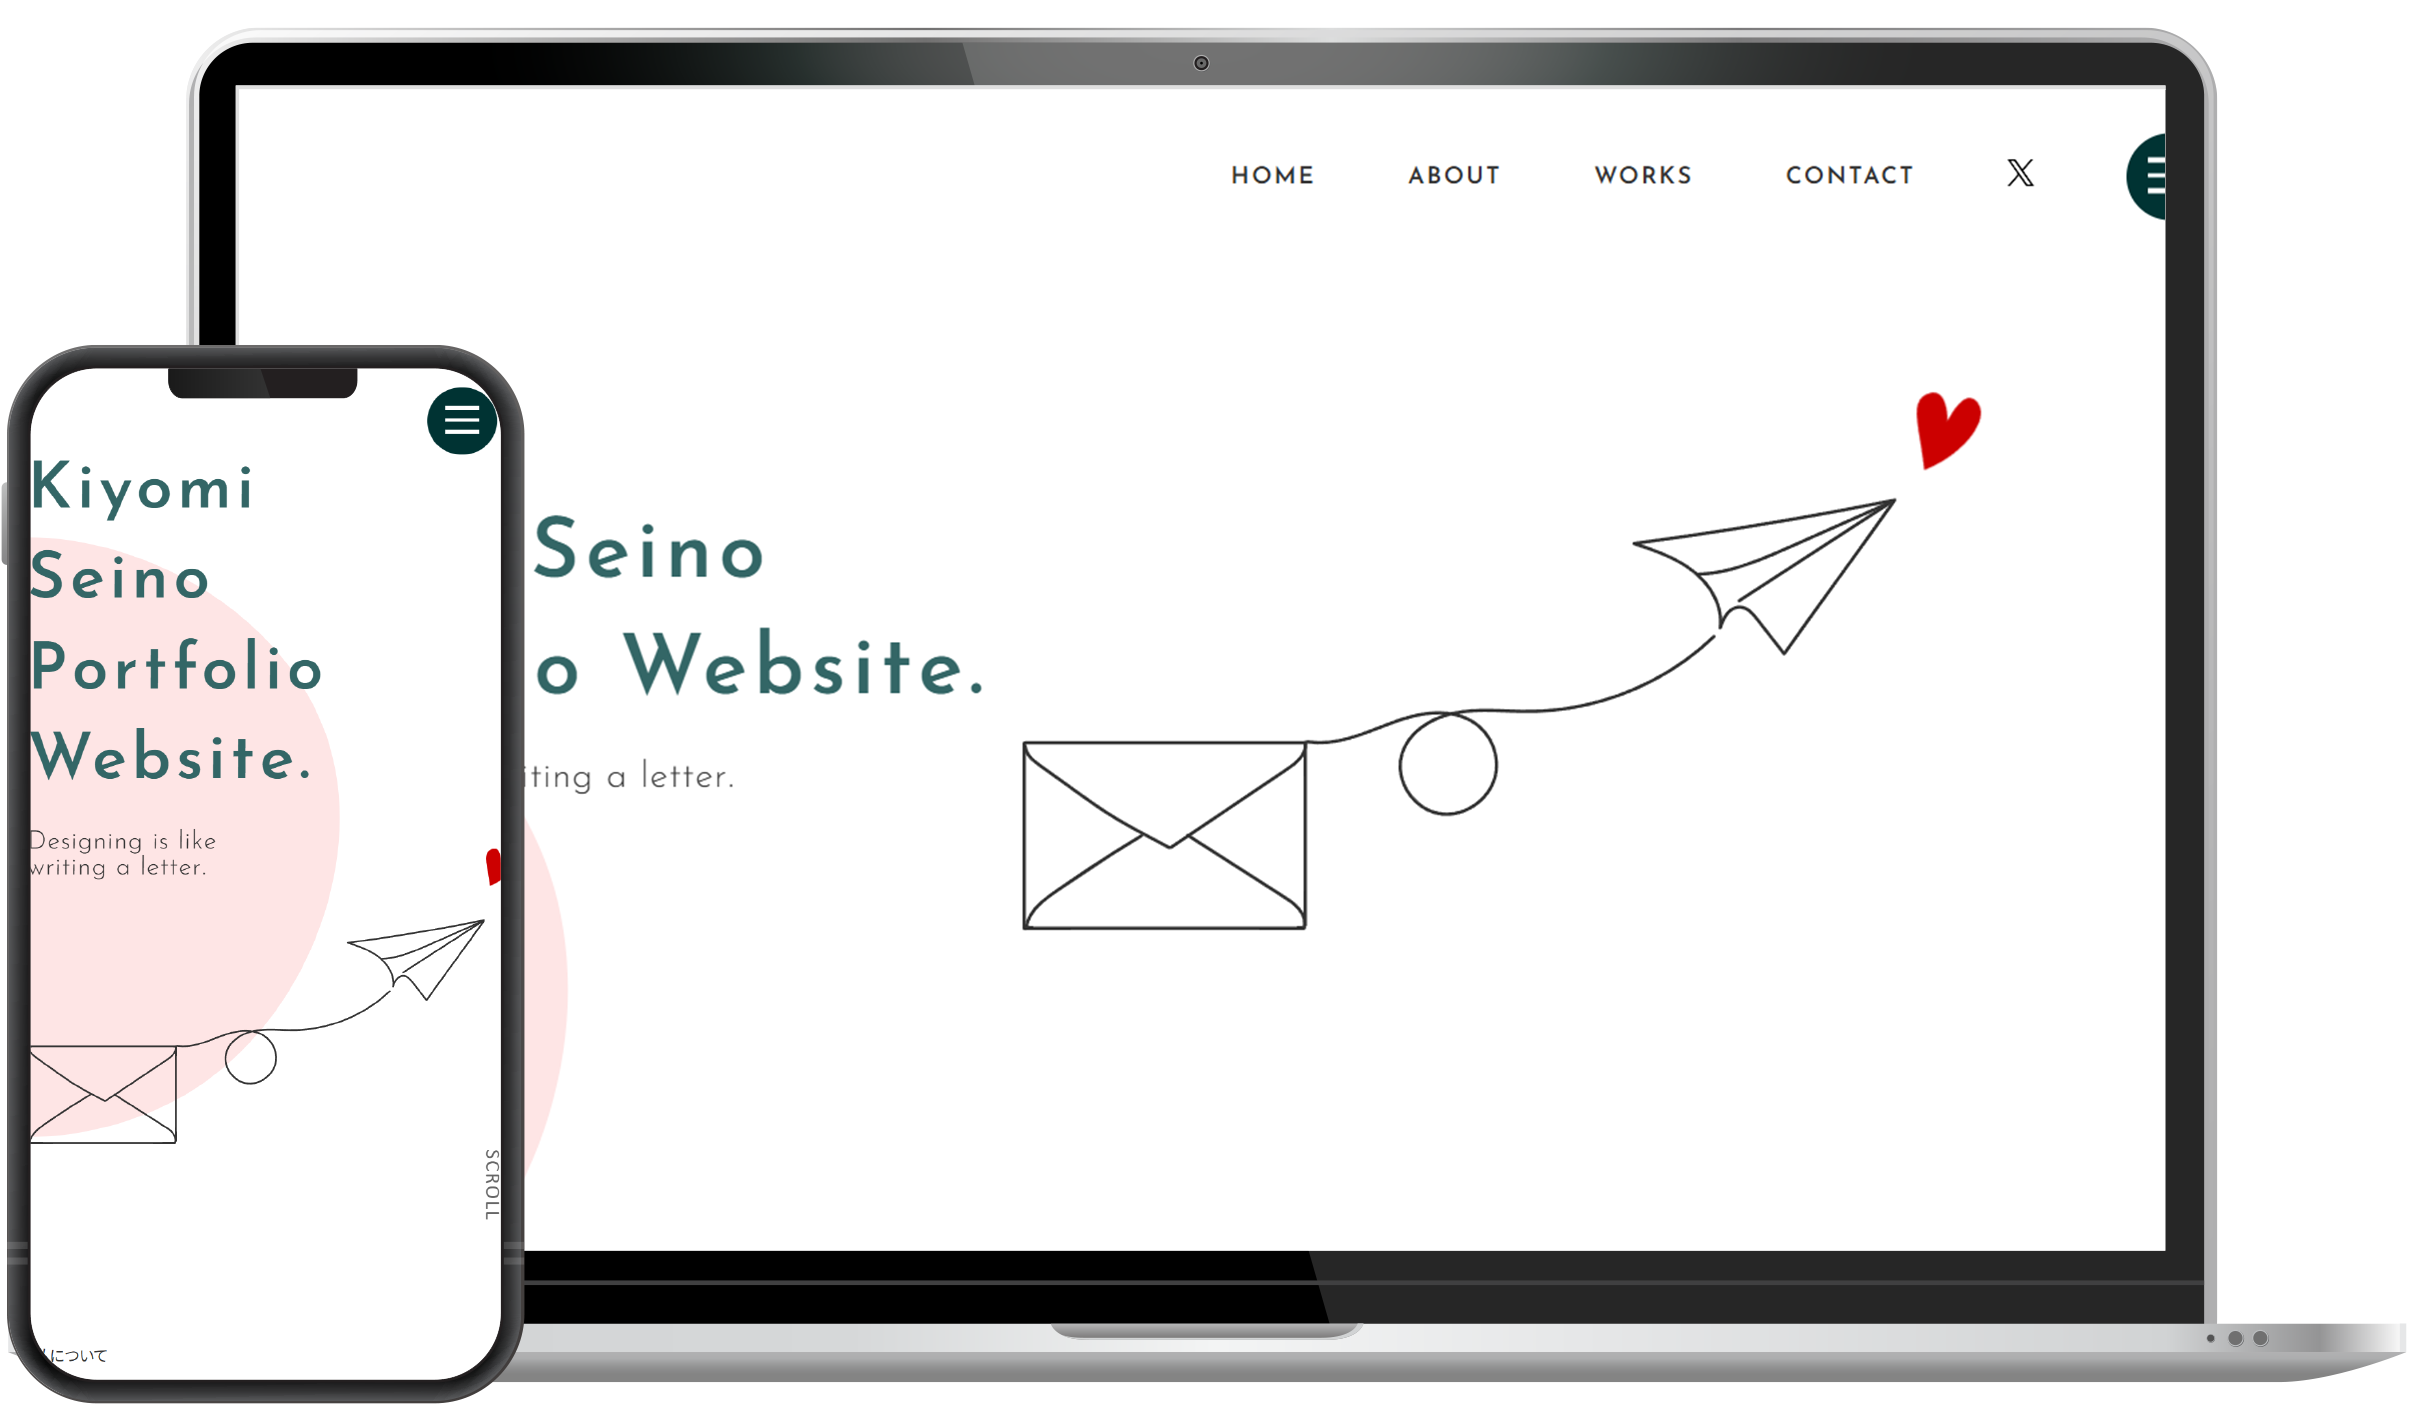 HOME ABOUT WORKS CONTACT X
Seino
o Website.
iting a letter.
Kiyomi
Seino
Portfolio
Website.
Designing is like
writing a letter.
SCROLL
について